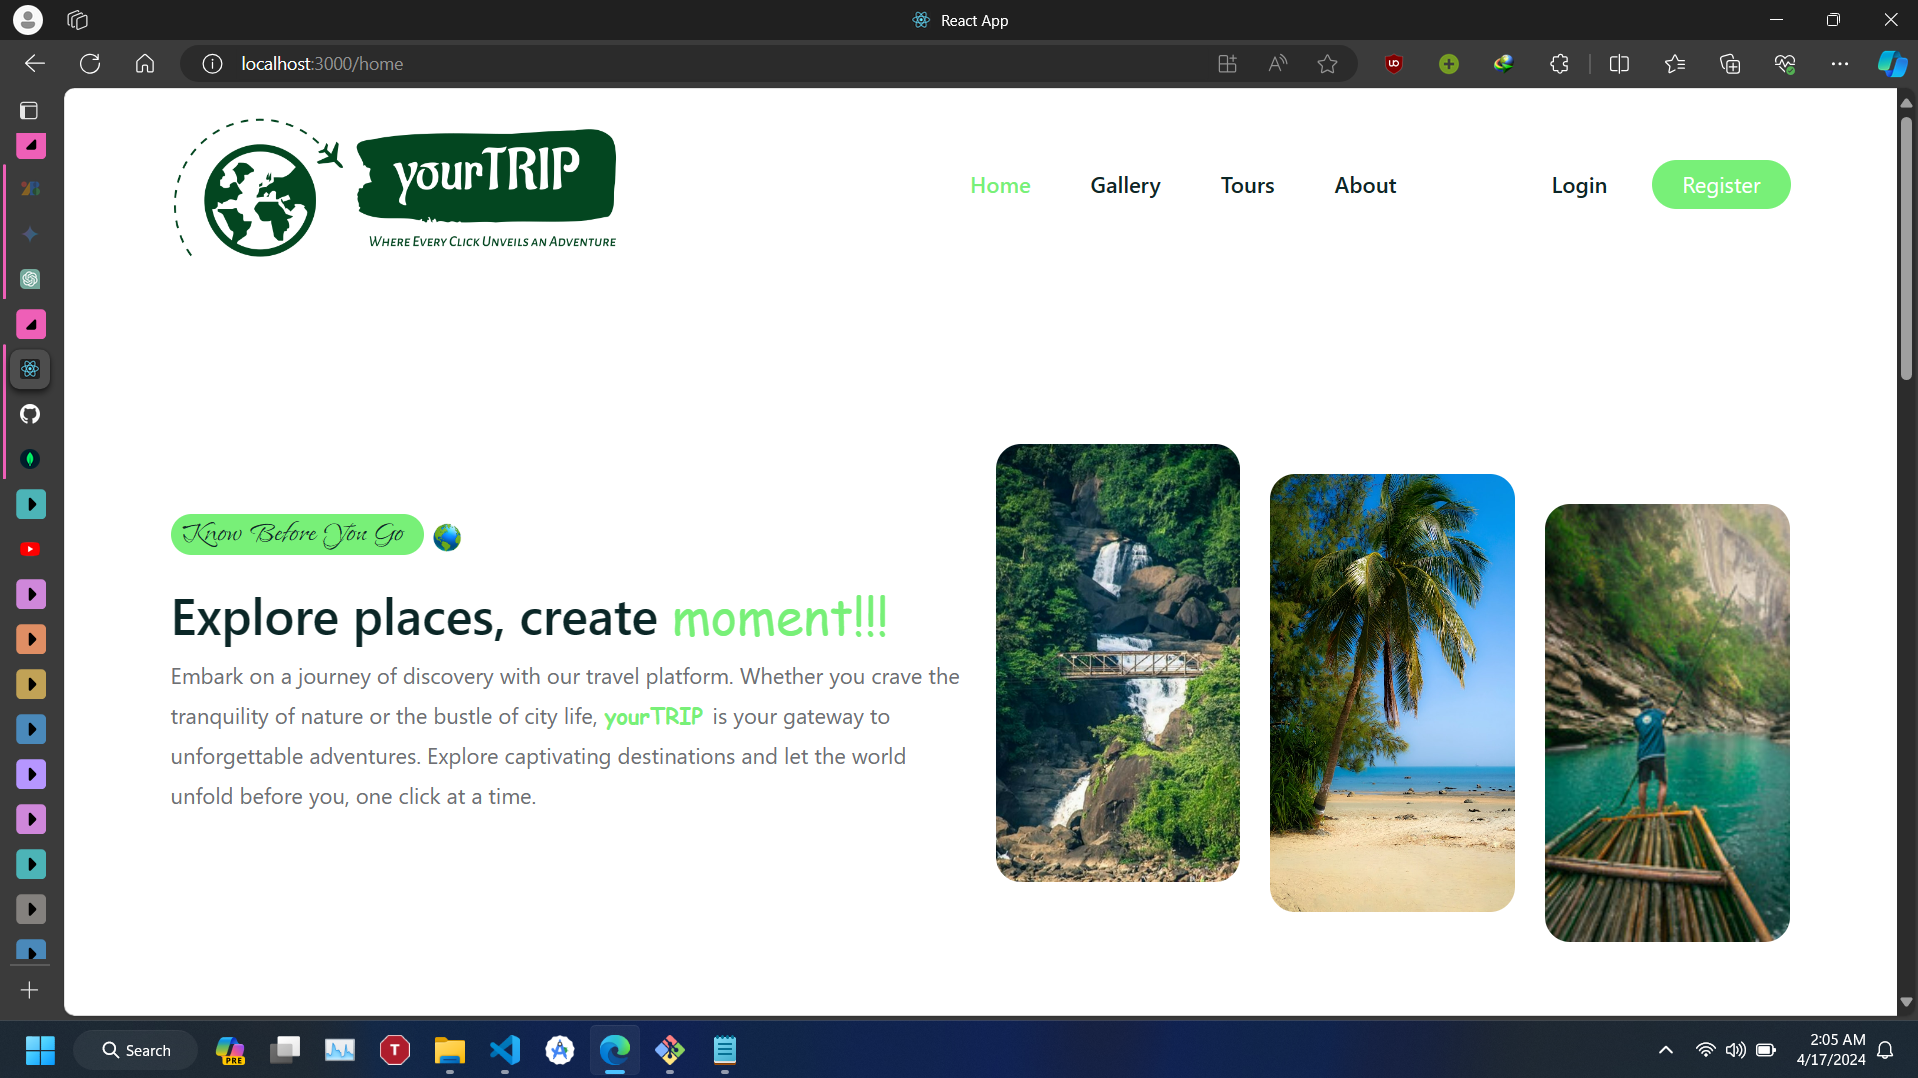 React App
localhost:3000/home
yourTRIP
Where Every Click Unveils an Adventure
Home Gallery Tours About Login Register
Know Before You Go
Explore places, create moment!!!
Embark on a journey of discovery with our travel platform. Whether you crave the
tranquility of nature or the bustle of city life, yourTRIP is your gateway to
unforgettable adventures. Explore captivating destinations and let the world
unfold before you, one click at a time.
Search
PRE
T
2:05 AM
4/17/2024